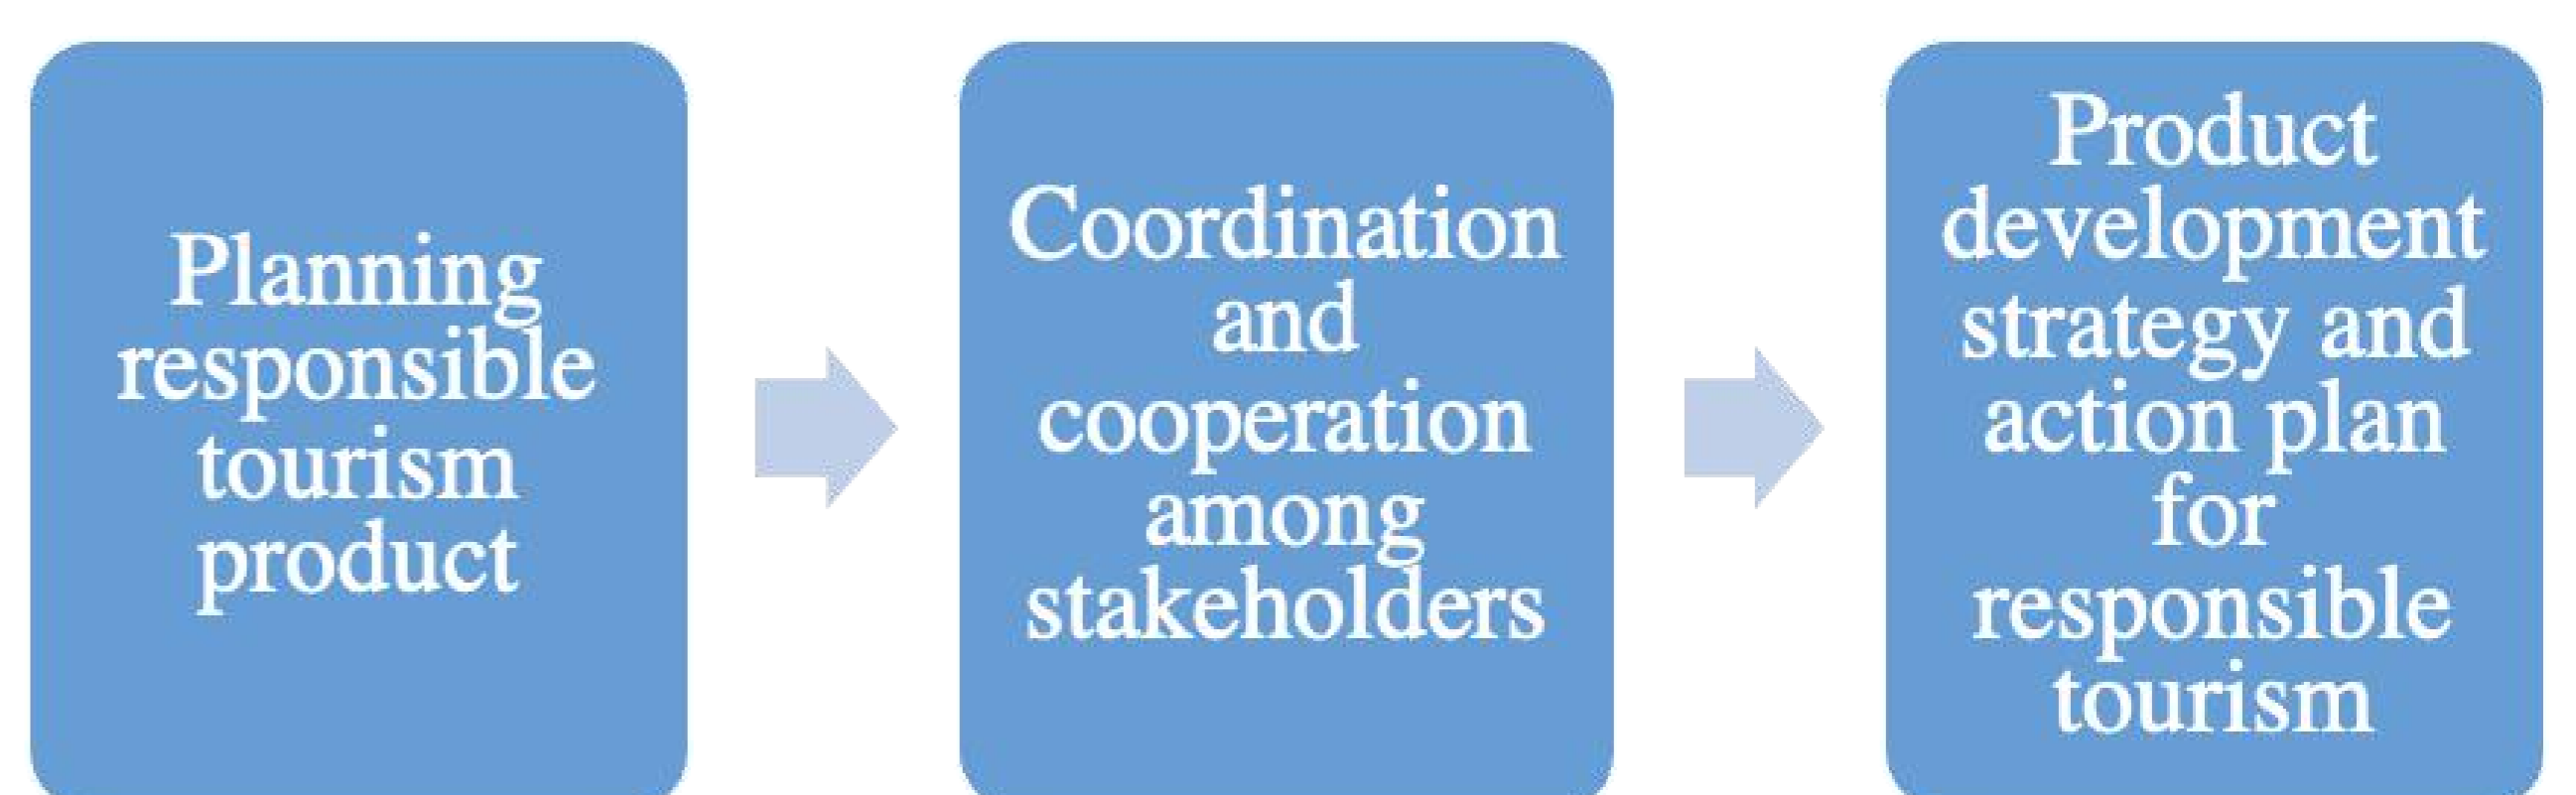 Planning
responsible
tourism
product
Coordination
and
cooperation
among
stakeholders
Product
development
strategy and
action plan
for
responsible
tourism